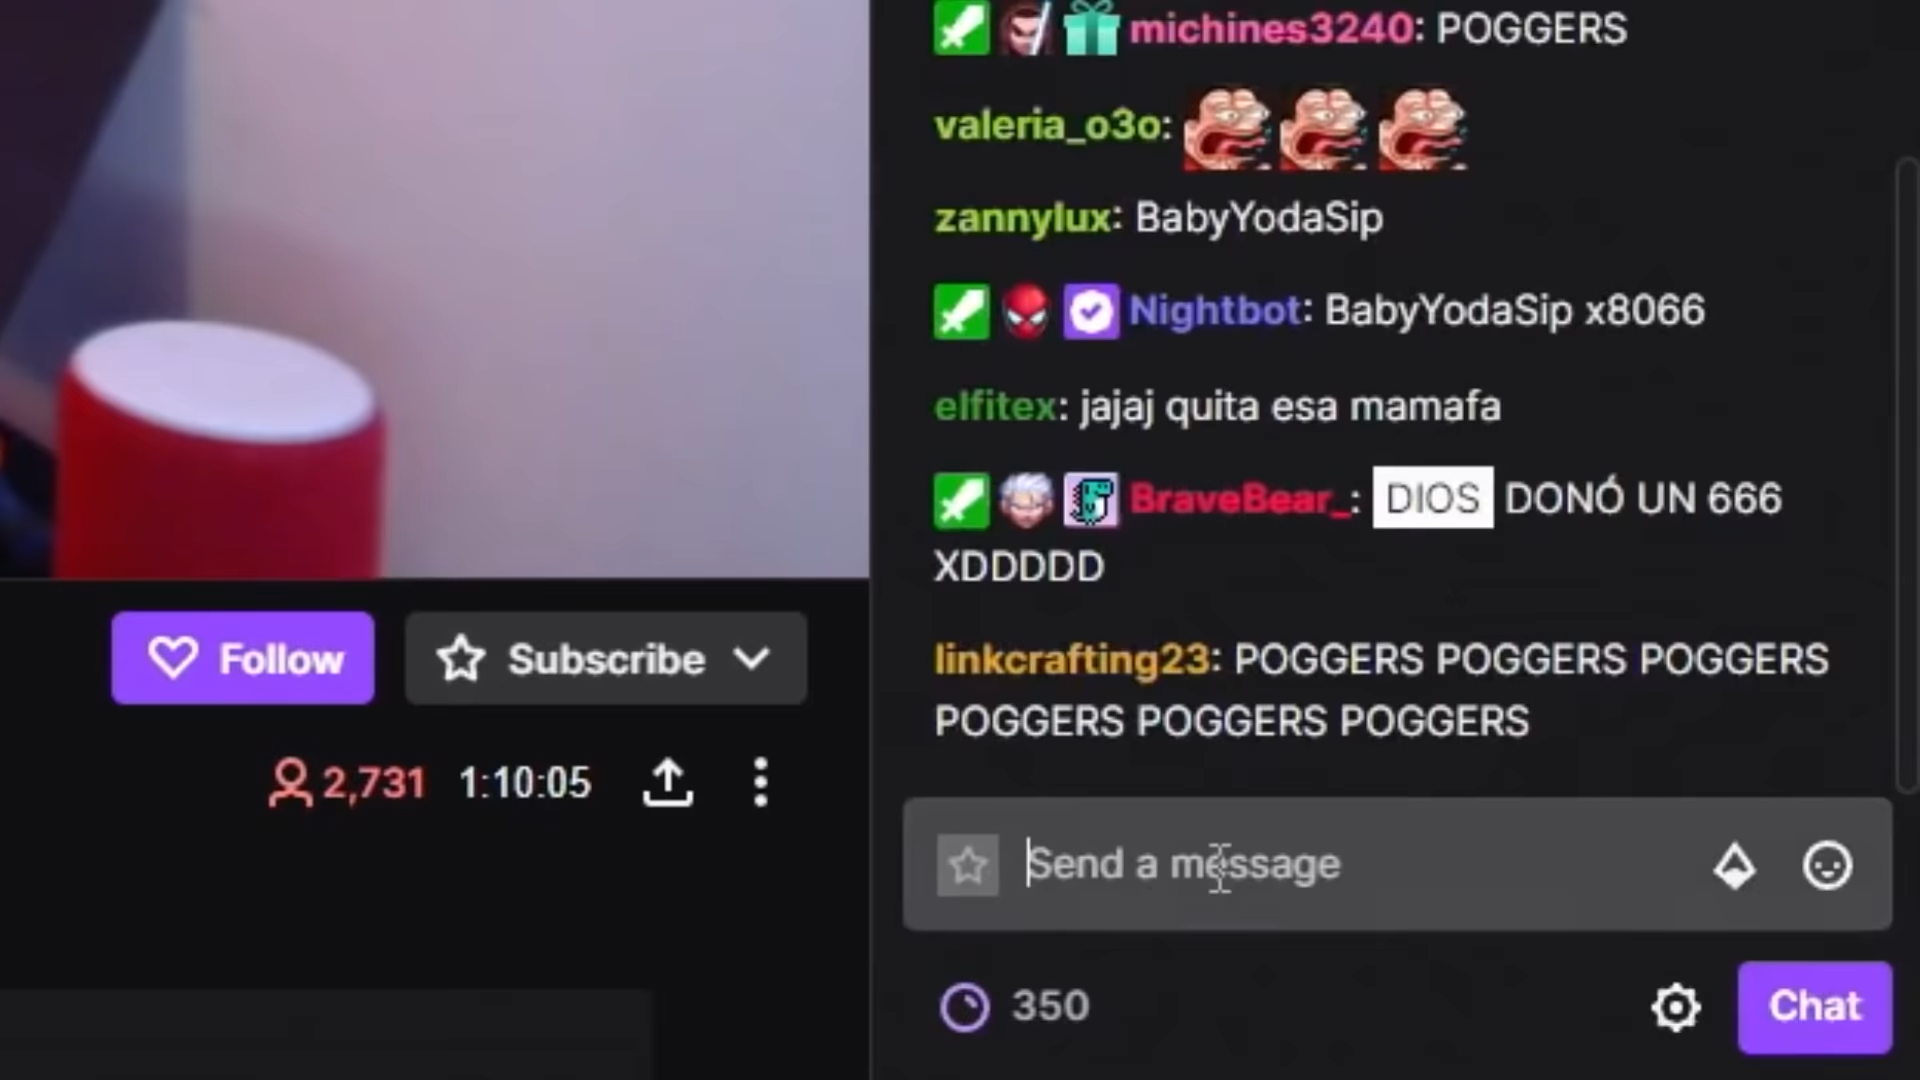 michines3240: POGGERS
valeria_o3o:
zannylux: BabyYodaSip
Nightbot: BabyYodaSip x8066
elfitex: jajaj quita esa mamafa
BraveBear_: DIOS DONÓ UN 666
XDDDDD
linkcrafting23: POGGERS POGGERS POGGERS
POGGERS POGGERS POGGERS
Follow Subscribe
2,731 1:10:05
Send a message
350
Chat